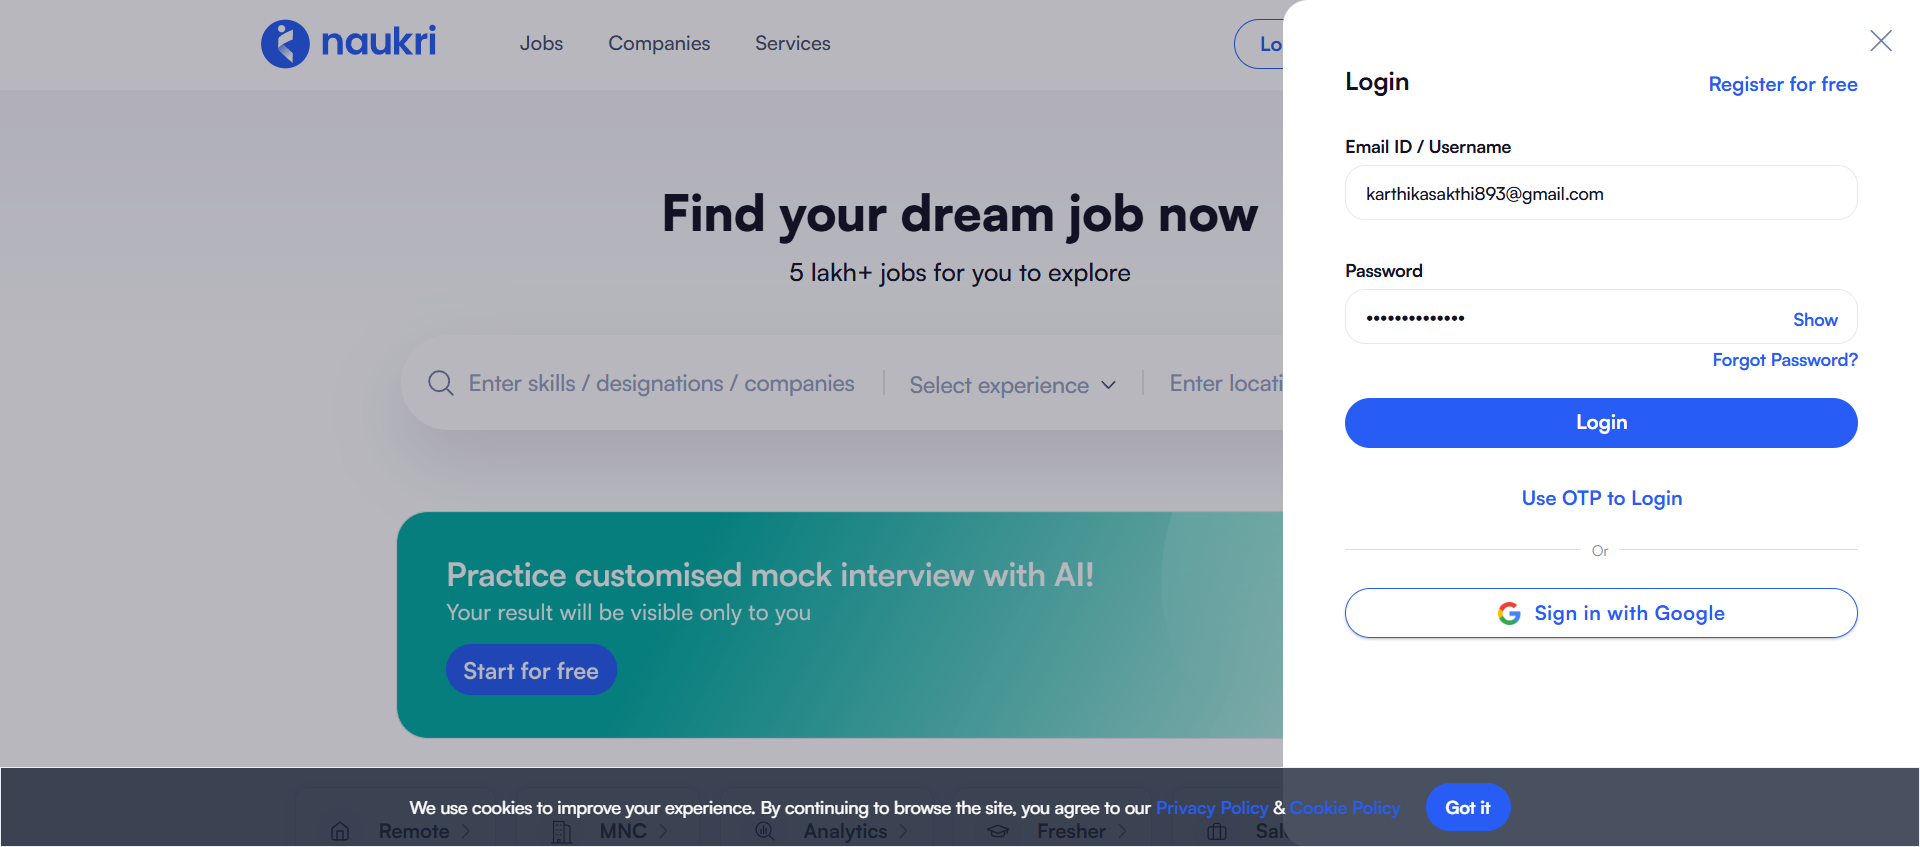 naukri
Jobs
Companies
Services
Lo
Login
Register for free
Email ID / Username
karthikasakthi893@gmail.com
Password
••••••••••••••
Show
Forgot Password?
Login
Use OTP to Login
Or
Sign in with Google
Find your dream job now
5 lakh+ jobs for you to explore
Enter skills / designations / companies
Select experience
Enter locati
Practice customised mock interview with AI!
Your result will be visible only to you
Start for free
We use cookies to improve your experience. By continuing to browse the site, you agree to our Privacy Policy & Cookie Policy
Got it
Remote
MNC
Analytics
Fresher
Sal